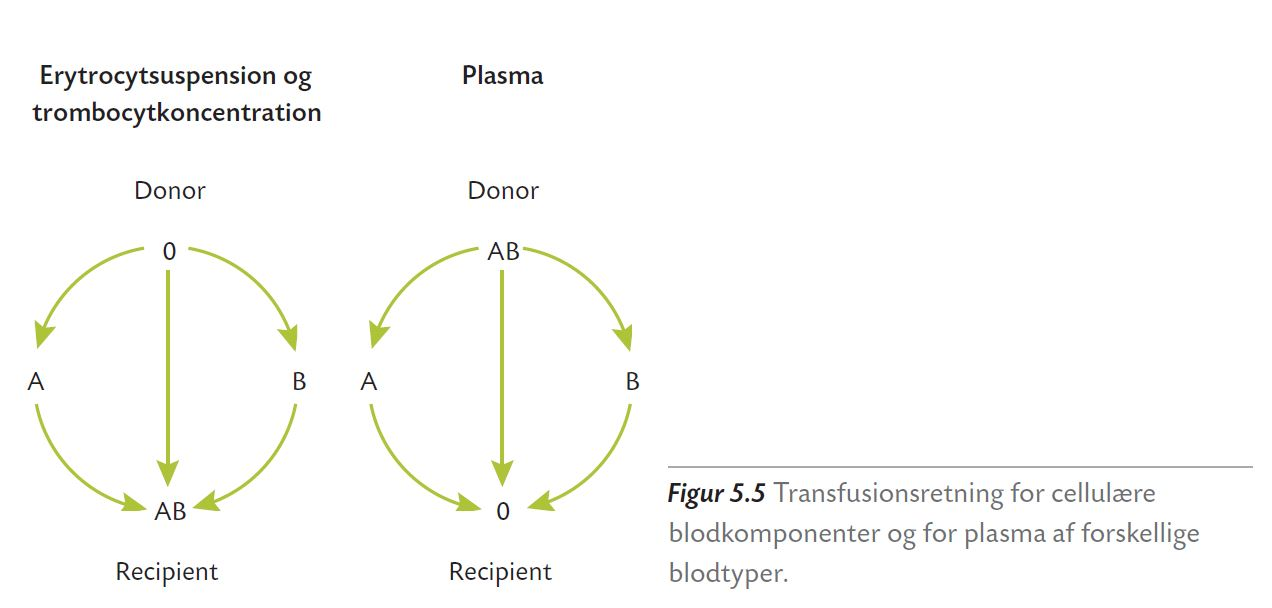 Erytrocytsuspension og
trombocytkoncentration
Donor
0
A
B
AB
Recipient
Plasma
Donor
AB
A
B
0
Recipient
Figur 5.5 Transfusionsretning for cellulære
blodkomponenter og for plasma af forskellige
blodtyper.